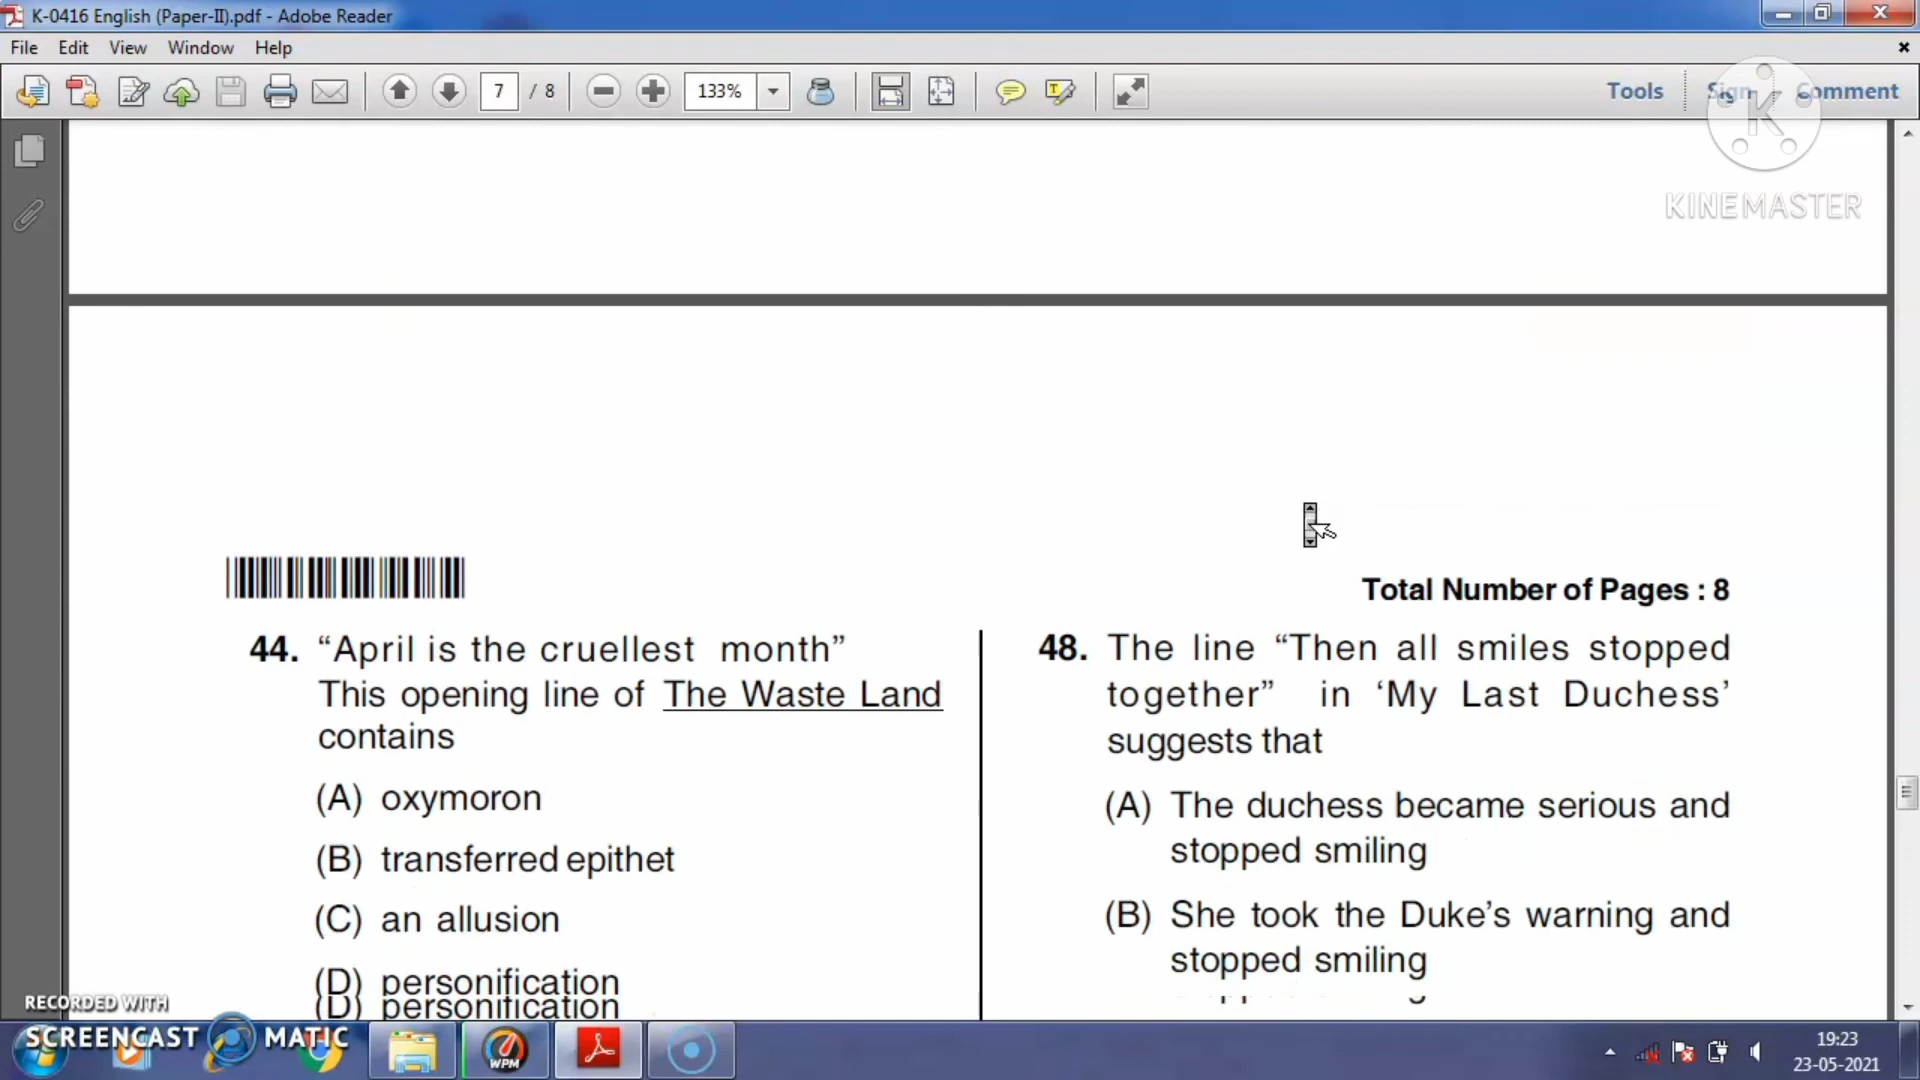 K-0416 English (Paper-II).pdf - Adobe Reader
File Edit View Window Help
7 / 8 133% Tools Sign Comment
K
KINEMASTER
Total Number of Pages : 8
44. “April is the cruellest month”
This opening line of The Waste Land
contains
(A) oxymoron
(B) transferred epithet
(C) an allusion
(D) personification
(D) personification
48. The line “Then all smiles stopped
together” in ‘My Last Duchess’
suggests that
(A) The duchess became serious and
stopped smiling
(B) She took the Duke’s warning and
stopped smiling
RECORDED WITH
SCREENCAST MATIC
WPM
19:23
23-05-2021